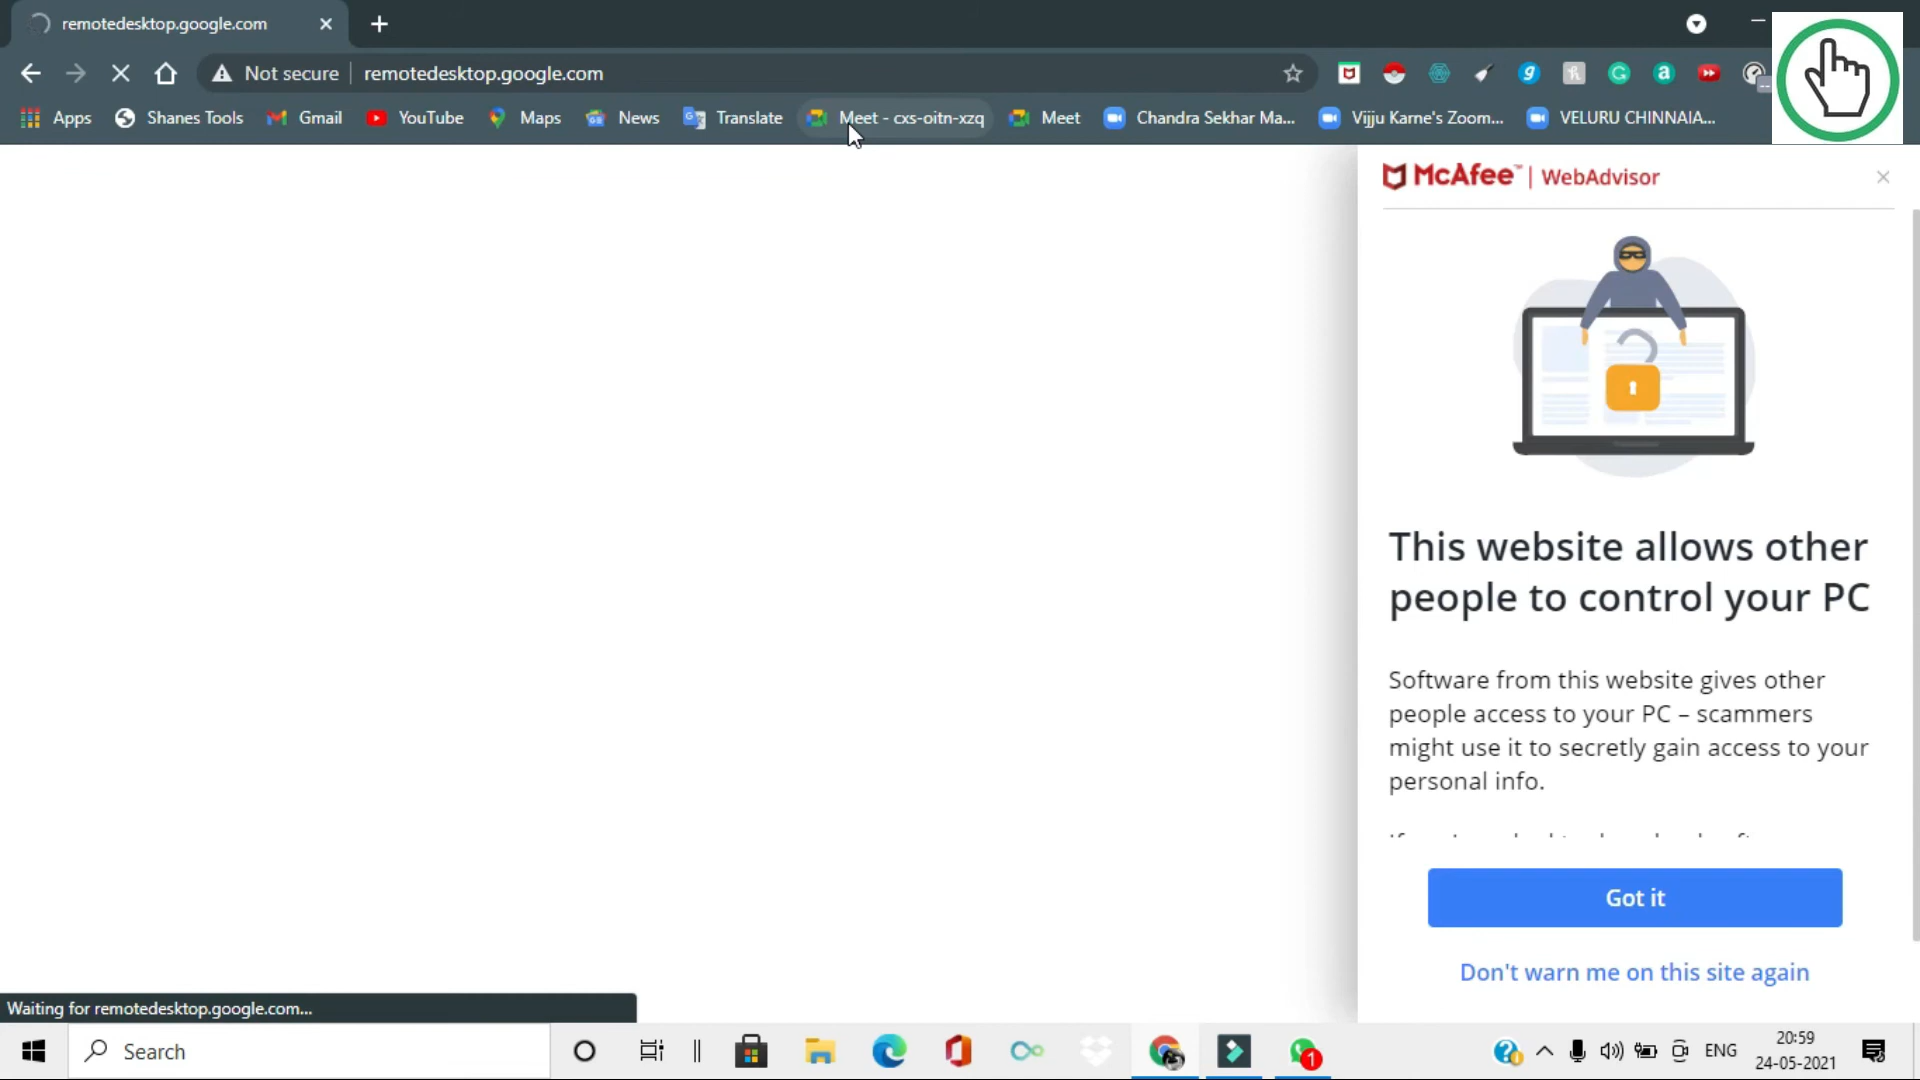 remotedesktop.google.com
Not secure | remotedesktop.google.com
Apps Shanes Tools Gmail YouTube Maps News Translate Meet - cxs-oitn-xzq Meet Chandra Sekhar Ma... Vijju Karne's Zoom... VELURU CHINNAIA...
McAfee™ | WebAdvisor
This website allows other
people to control your PC
Software from this website gives other
people access to your PC – scammers
might use it to secretly gain access to your
personal info.
Got it
Don't warn me on this site again
Waiting for remotedesktop.google.com...
Search
1
ENG
20:59
24-05-2021